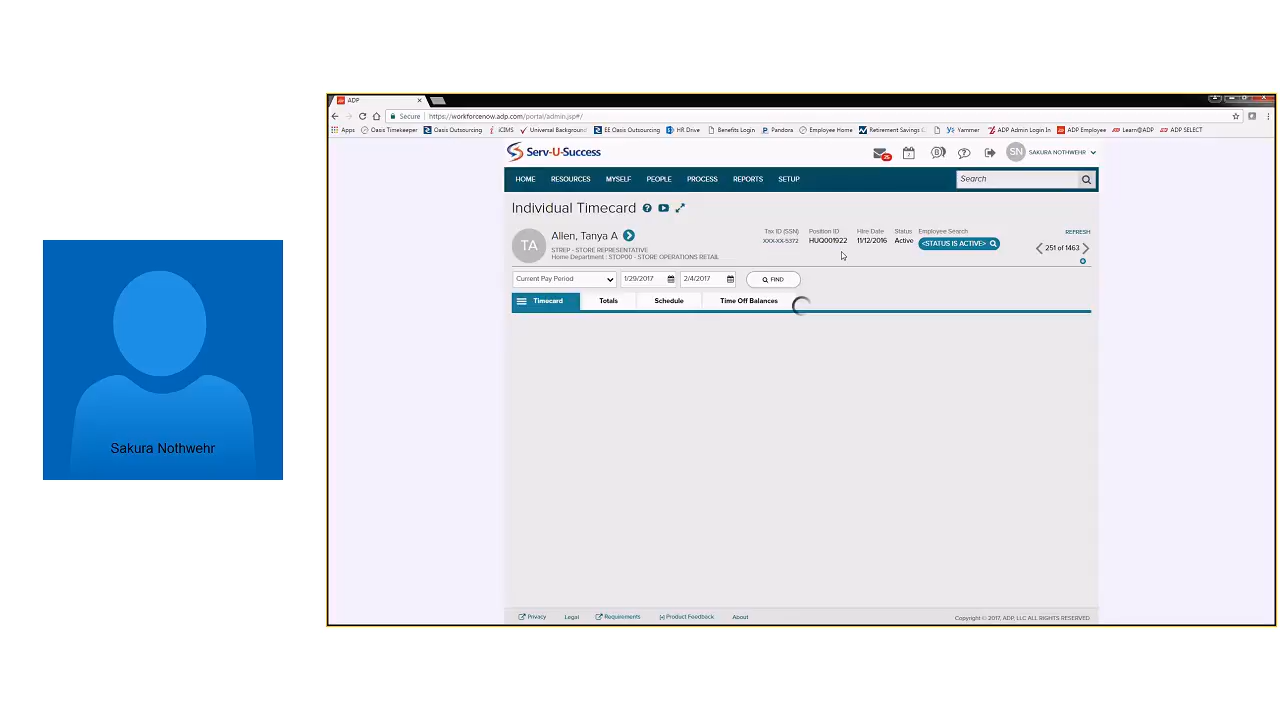 ADP
Secure https://workforcenow.adp.com/portal/admin.jsp#/
Apps Oasis Timekeeper Oasis Outsourcing iCIMS Universal Background EE Oasis Outsourcing HR Drive Benefits Login Pandora Employee Home Retirement Savings Yammer ADP Admin Login In ADP Employee Learn@ADP ADP SELECT
Serv-U-Success
SN SAKURA NOTHWEHR
HOME RESOURCES MYSELF PEOPLE PROCESS REPORTS SETUP Search
Individual Timecard
TA
Allen, Tanya A
STREP - STORE REPRESENTATIVE
Home Department : STOP00 - STORE OPERATIONS RETAIL
Tax ID (SSN) Position ID Hire Date Status Employee Search REFRESH
XXX-XX-5372 HUQ001922 11/12/2016 Active <STATUS IS ACTIVE> 251 of 1463
Current Pay Period 1/29/2017 2/4/2017 FIND
Timecard Totals Schedule Time Off Balances
Sakura Nothwehr
Privacy Legal Requirements [+] Product Feedback About Copyright © 2017, ADP, LLC ALL RIGHTS RESERVED